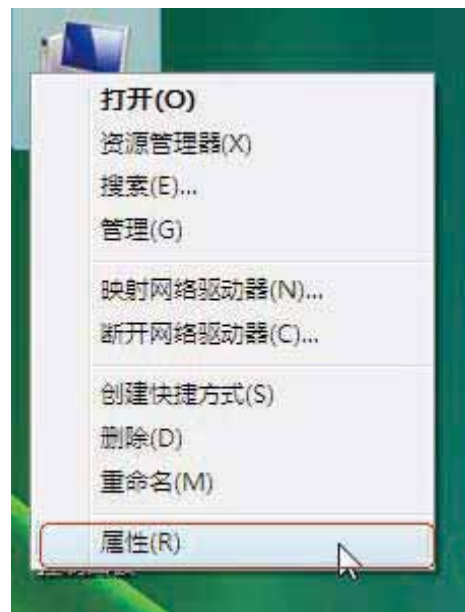 打开(O)
资源管理器(X)
搜索(E)...
管理(G)
映射网络驱动器(N)...
断开网络驱动器(C)...
创建快捷方式(S)
删除(D)
重命名(M)
属性(R)